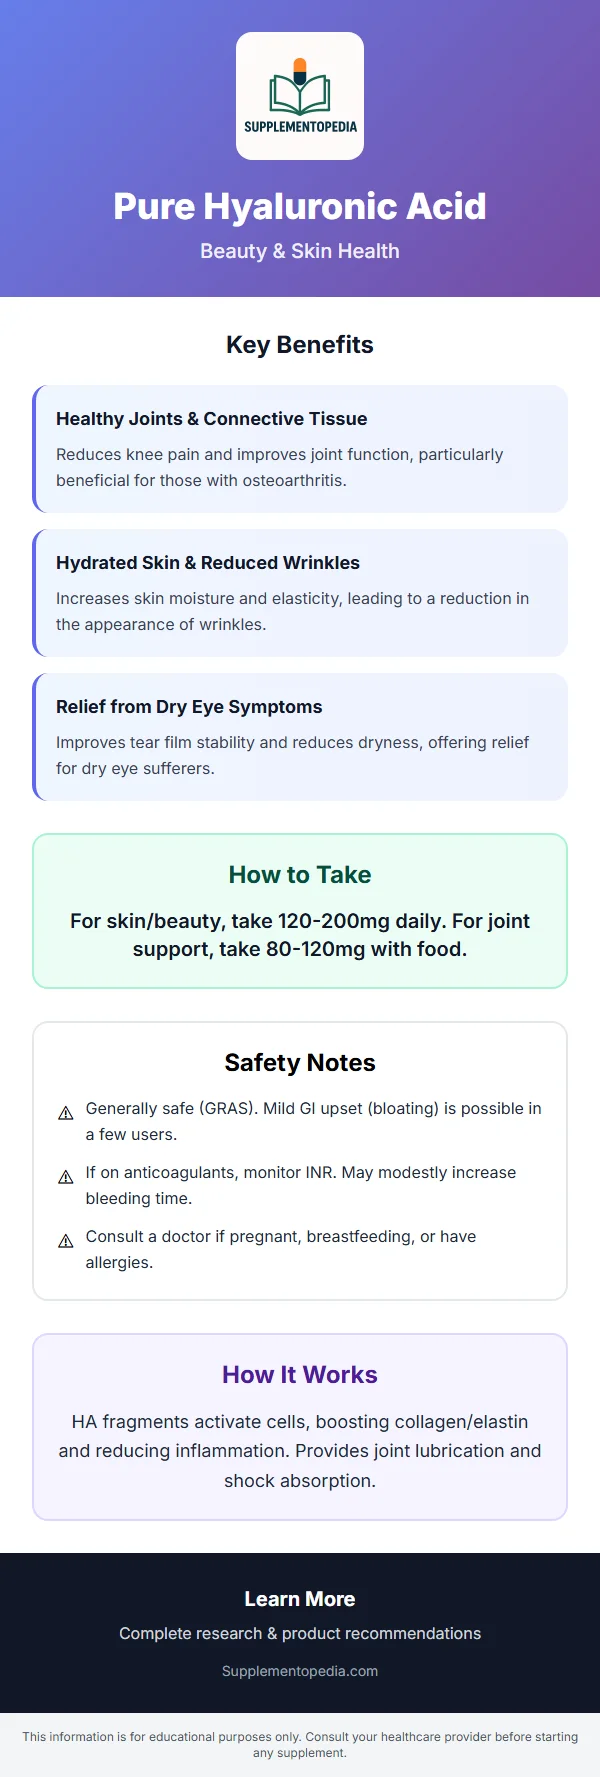 SUPPLEMENTOPEDIA
Pure Hyaluronic Acid
Beauty & Skin Health
Key Benefits
Healthy Joints & Connective Tissue
Reduces knee pain and improves joint function, particularly
beneficial for those with osteoarthritis.
Hydrated Skin & Reduced Wrinkles
Increases skin moisture and elasticity, leading to a reduction in
the appearance of wrinkles.
Relief from Dry Eye Symptoms
Improves tear film stability and reduces dryness, offering relief
for dry eye sufferers.
How to Take
For skin/beauty, take 120-200mg daily. For joint
support, take 80-120mg with food.
Safety Notes
Generally safe (GRAS). Mild GI upset (bloating) is possible in
a few users.
If on anticoagulants, monitor INR. May modestly increase
bleeding time.
Consult a doctor if pregnant, breastfeeding, or have
allergies.
How It Works
HA fragments activate cells, boosting collagen/elastin
and reducing inflammation. Provides joint lubrication and
shock absorption.
Learn More
Complete research & product recommendations
Supplementopedia.com
This information is for educational purposes only. Consult your healthcare provider before starting
any supplement.